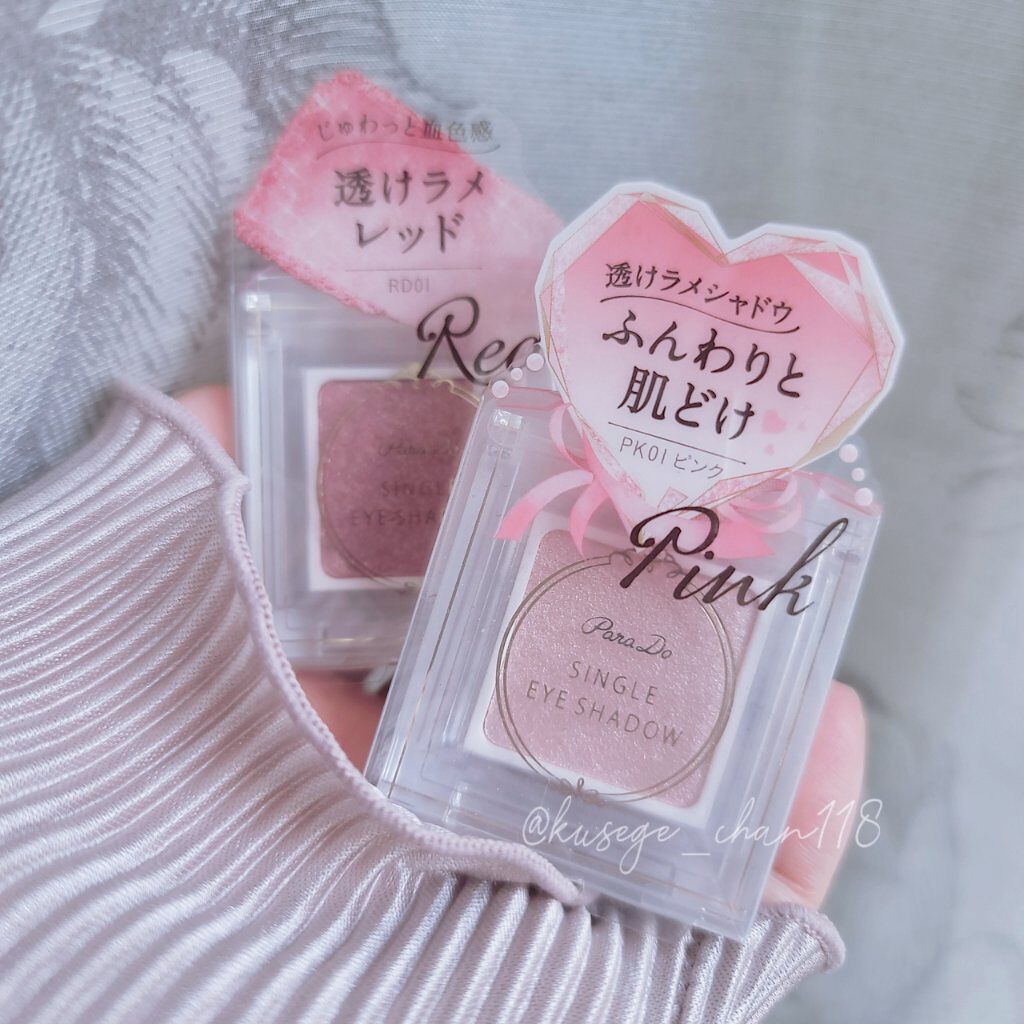 じゅわっと血色感
透けラメ
レッド
RD01
Red
ParaDo
SINGLE
EYE SHADOW
透けラメシャドウ
ふんわりと
肌どけ
PK01 ピンク
Pink
ParaDo
SINGLE
EYE SHADOW
@kusege_chan118